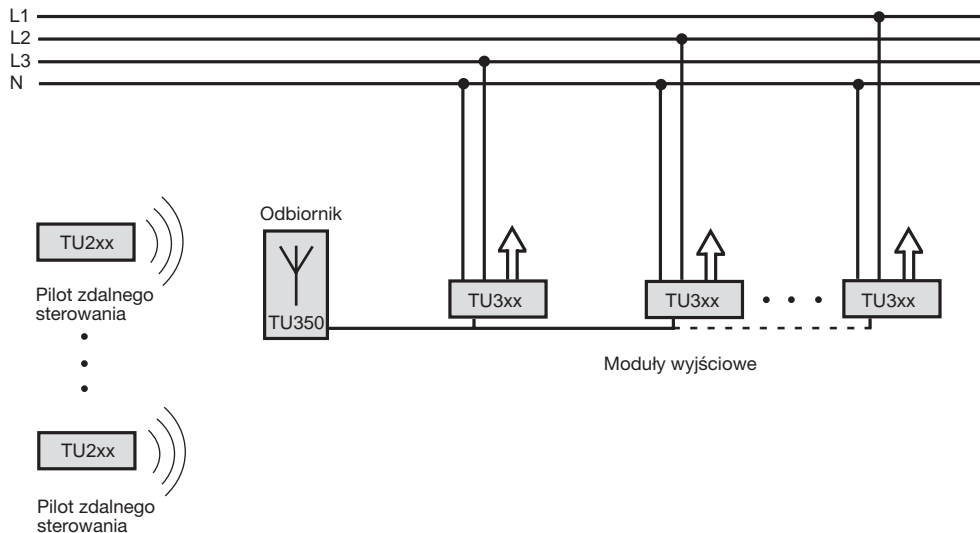 L1
L2
L3
N
Odbiornik
TU2xx
Pilot zdalnego
sterowania
TU350
TU3xx
TU3xx
TU3xx
Moduły wyjściowe
TU2xx
Pilot zdalnego
sterowania